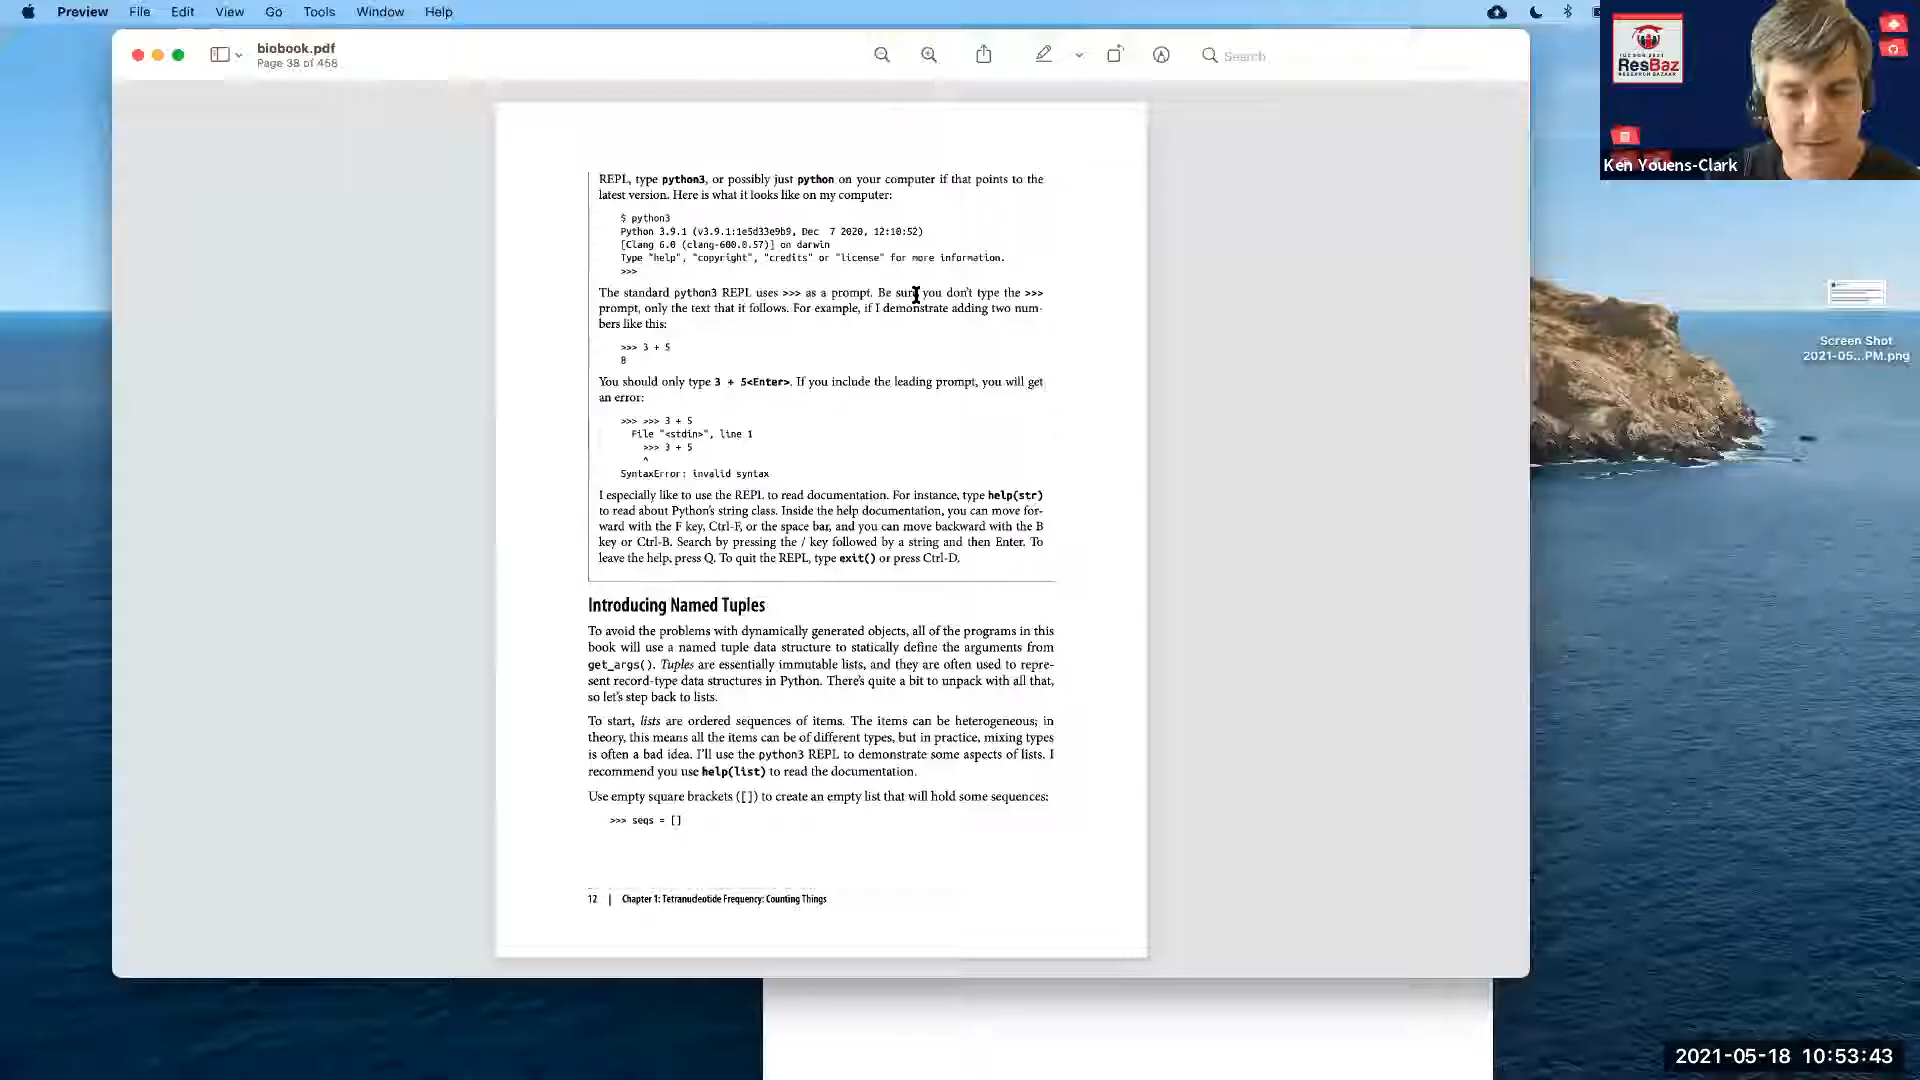 Preview File Edit View Go Tools Window Help
biobook.pdf
Page 38 of 458
Search
ResBaz
RESEARCH BAZAAR
Ken Youens-Clark
REPL, type python3, or possibly just python on your computer if that points to the
latest version. Here is what it looks like on my computer:
$ python3
Python 3.9.1 (v3.9.1:1e5d33e9b9, Dec 7 2020, 12:10:52)
[Clang 6.0 (clang-600.0.57)] on darwin
Type "help", "copyright", "credits" or "license" for more information.
>>>
The standard python3 REPL uses >>> as a prompt. Be sure you don't type the >>>
prompt, only the text that it follows. For example, if I demonstrate adding two num-
bers like this:
>>> 3 + 5
8
You should only type 3 + 5<Enter>. If you include the leading prompt, you will get
an error:
>>> >>> 3 + 5
File "<stdin>", line 1
>>> 3 + 5
^
SyntaxError: invalid syntax
I especially like to use the REPL to read documentation. For instance, type help(str)
to read about Python's string class. Inside the help documentation, you can move for-
ward with the F key, Ctrl-F, or the space bar, and you can move backward with the B
key or Ctrl-B. Search by pressing the / key followed by a string and then Enter. To
leave the help, press Q. To quit the REPL, type exit() or press Ctrl-D.
Introducing Named Tuples
To avoid the problems with dynamically generated objects, all of the programs in this
book will use a named tuple data structure to statically define the arguments from
get_args(). Tuples are essentially immutable lists, and they are often used to repre-
sent record-type data structures in Python. There's quite a bit to unpack with all that,
so let's step back to lists.
To start, lists are ordered sequences of items. The items can be heterogeneous; in
theory, this means all the items can be of different types, but in practice, mixing types
is often a bad idea. I'll use the python3 REPL to demonstrate some aspects of lists. I
recommend you use help(list) to read the documentation.
Use empty square brackets ([]) to create an empty list that will hold some sequences:
>>> seqs = []
12 | Chapter 1: Tetranucleotide Frequency: Counting Things
Screen Shot
2021-05...PM.png
2021-05-18 10:53:43